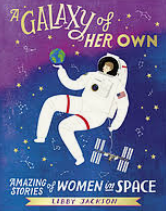 A GALAXY of
HER OWN
AMAZING
STORIES
of WOMEN in SPACE
LIBBY JACKSON